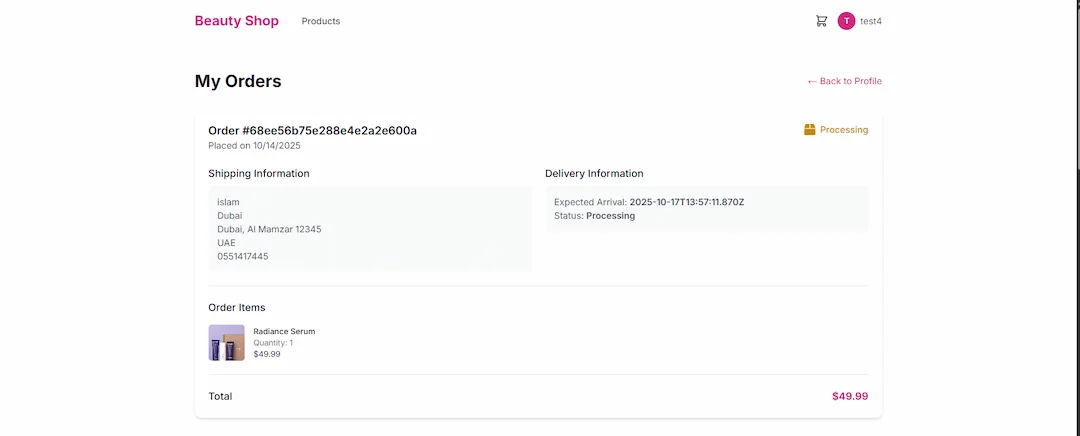 Beauty Shop
Products
T
test4
My Orders
← Back to Profile
Order #68ee56b75e288e4e2a2e600a
Processing
Placed on 10/14/2025
Shipping Information
islam
Dubai
Dubai, Al Mamzar 12345
UAE
0551417445
Delivery Information
Expected Arrival: 2025-10-17T13:57:11.870Z
Status: Processing
Order Items
Radiance Serum
Quantity: 1
$49.99
Total
$49.99